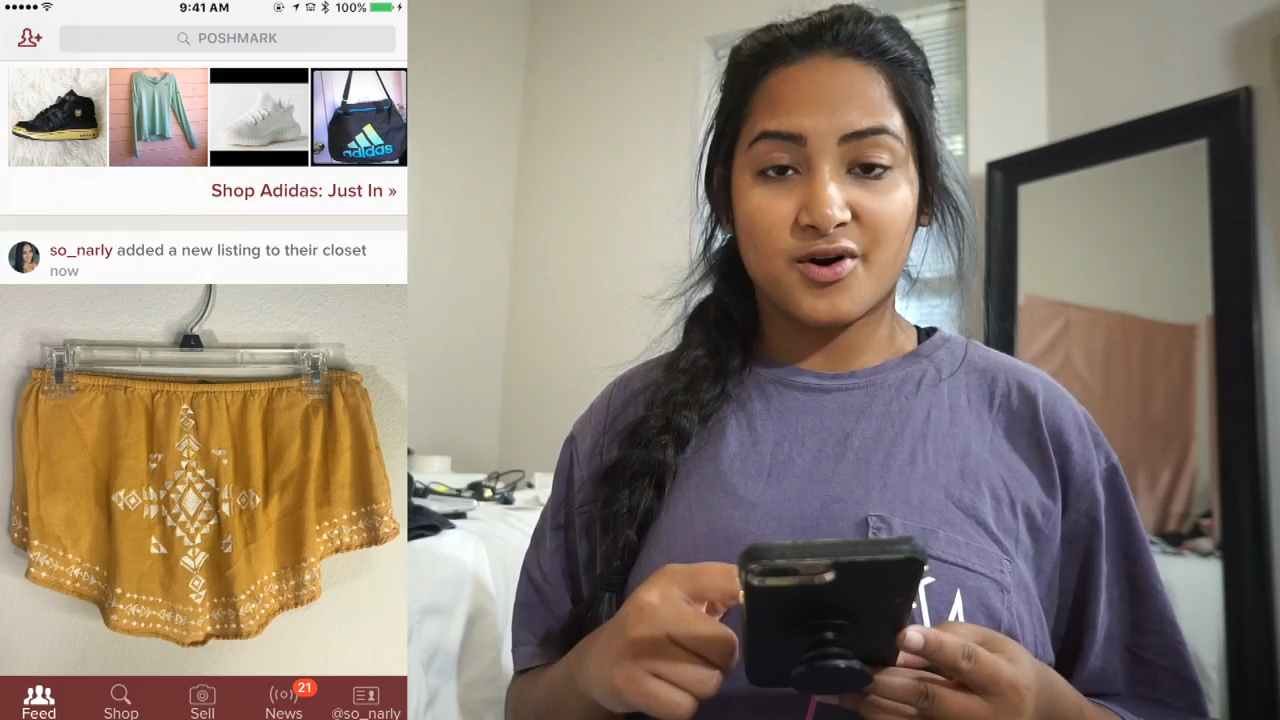 9:41 AM
100%
POSHMARK
adidas
Shop Adidas: Just In »
so_narly added a new listing to their closet
now
21
Feed
Shop
Sell
News
@so_narly